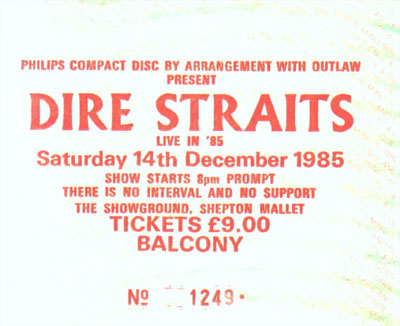 PHILIPS COMPACT DISC BY ARRANGEMENT WITH OUTLAW
PRESENT
DIRE STRAITS
LIVE IN '85
Saturday 14th December 1985
SHOW STARTS 8pm PROMPT
THERE IS NO INTERVAL AND NO SUPPORT
THE SHOWGROUND, SHEPTON MALLET
TICKETS £9.00
BALCONY
No 1249